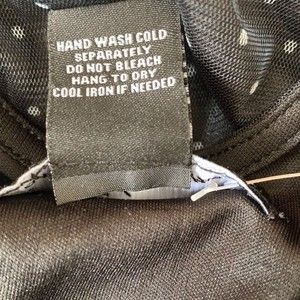 HAND WASH COLD
SEPARATELY
DO NOT BLEACH
HANG TO DRY
COOL IRON IF NEEDED